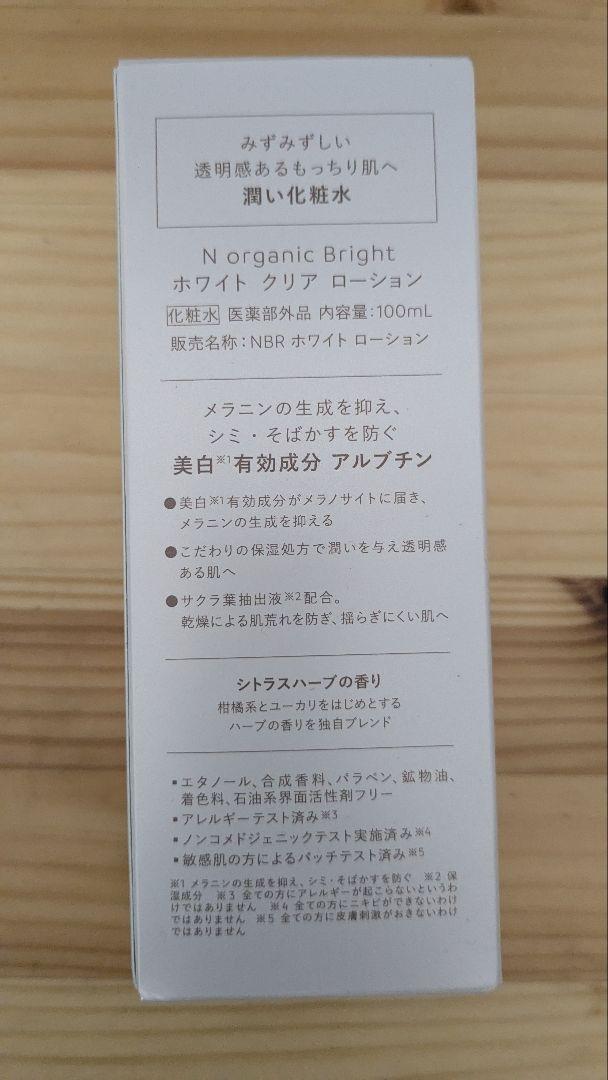 みずみずしい
透明感あるもっちり肌へ
潤い化粧水
N organic Bright
ホワイト クリア ローション
化粧水 医薬部外品 内容量:100mL
販売名称:NBR ホワイト ローション
メラニンの生成を抑え、
シミ・そばかすを防ぐ
美白※1有効成分 アルブチン
●美白※1有効成分がメラノサイトに届き、
メラニンの生成を抑える
●こだわりの保湿処方で潤いを与え透明感
ある肌へ
●サクラ葉抽出液※2配合。
乾燥による肌荒れを防ぎ、揺らぎにくい肌へ
シトラスハーブの香り
柑橘系とユーカリをはじめとする
ハーブの香りを独自ブレンド
▪エタノール、合成香料、パラベン、鉱物油、
着色料、石油系界面活性剤フリー
▪アレルギーテスト済み※3
▪ノンコメドジェニックテスト実施済み※4
▪敏感肌の方によるパッチテスト済み※5
※1 メラニンの生成を抑え、シミ・そばかすを防ぐ ※2 保
湿成分 ※3 全ての方にアレルギーが起こらないというわ
けではありません ※4 全ての方にニキビができないわけ
ではありません ※5 全ての方に皮膚刺激がおきないわけ
ではありません